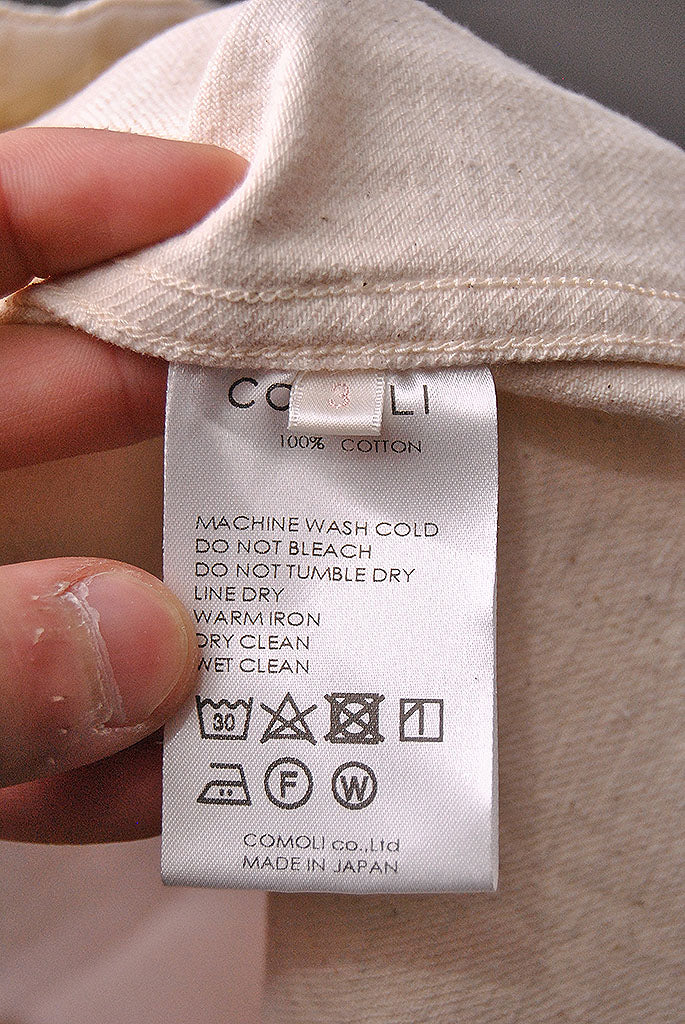 CO LI
3
100% COTTON
MACHINE WASH COLD
DO NOT BLEACH
DO NOT TUMBLE DRY
LINE DRY
WARM IRON
DRY CLEAN
WET CLEAN
30
F W
COMOLI co.,Ltd
MADE IN JAPAN